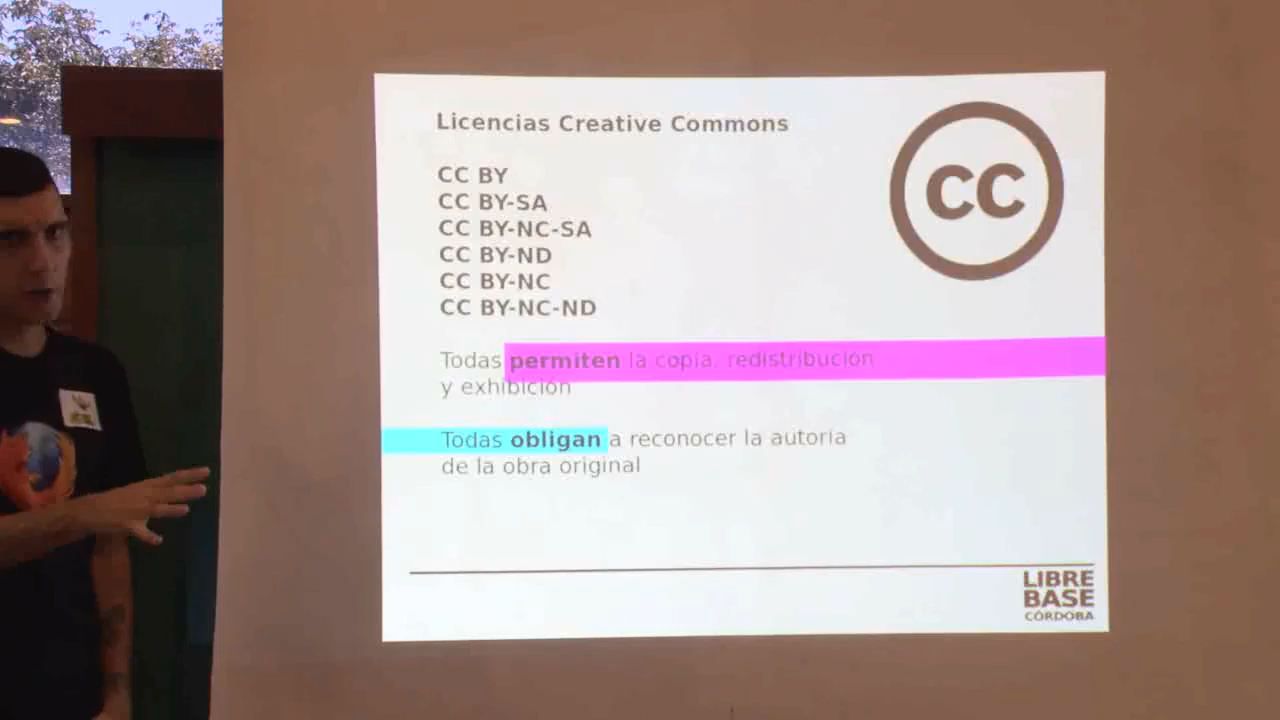 Licencias Creative Commons
CC
CC BY
CC BY-SA
CC BY-NC-SA
CC BY-ND
CC BY-NC
CC BY-NC-ND
Todas permiten la copia, redistribución
y exhibición
Todas obligan a reconocer la autoría
de la obra original
LIBRE
BASE
CÓRDOBA